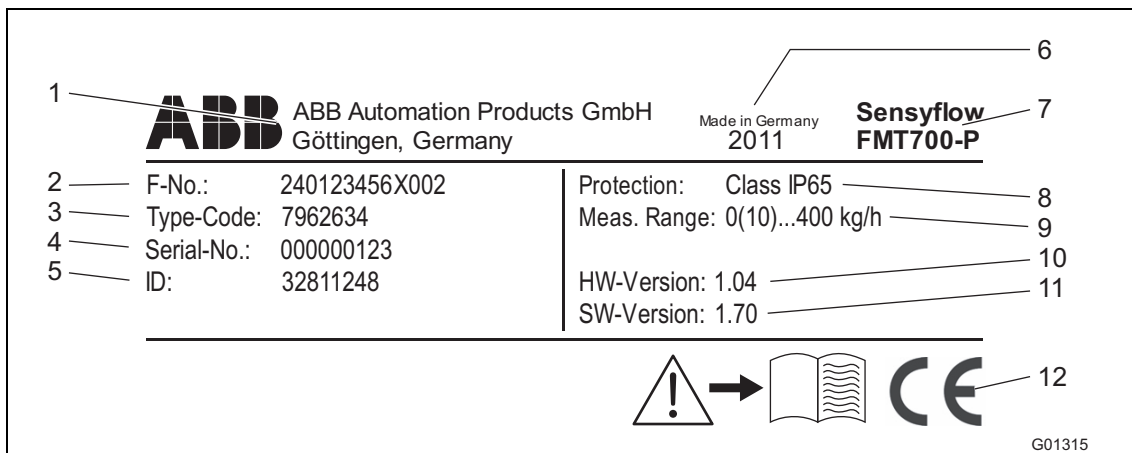 6
1 ABB ABB Automation Products GmbH Made in Germany Sensyflow 7
Göttingen, Germany 2011 FMT700-P
2 F-No.: 240123456X002 Protection: Class IP65 8
3 Type-Code: 7962634 Meas. Range: 0(10)...400 kg/h 9
4 Serial-No.: 000000123
5 ID: 32811248 HW-Version: 1.04 10
SW-Version: 1.70 11
CE 12
G01315